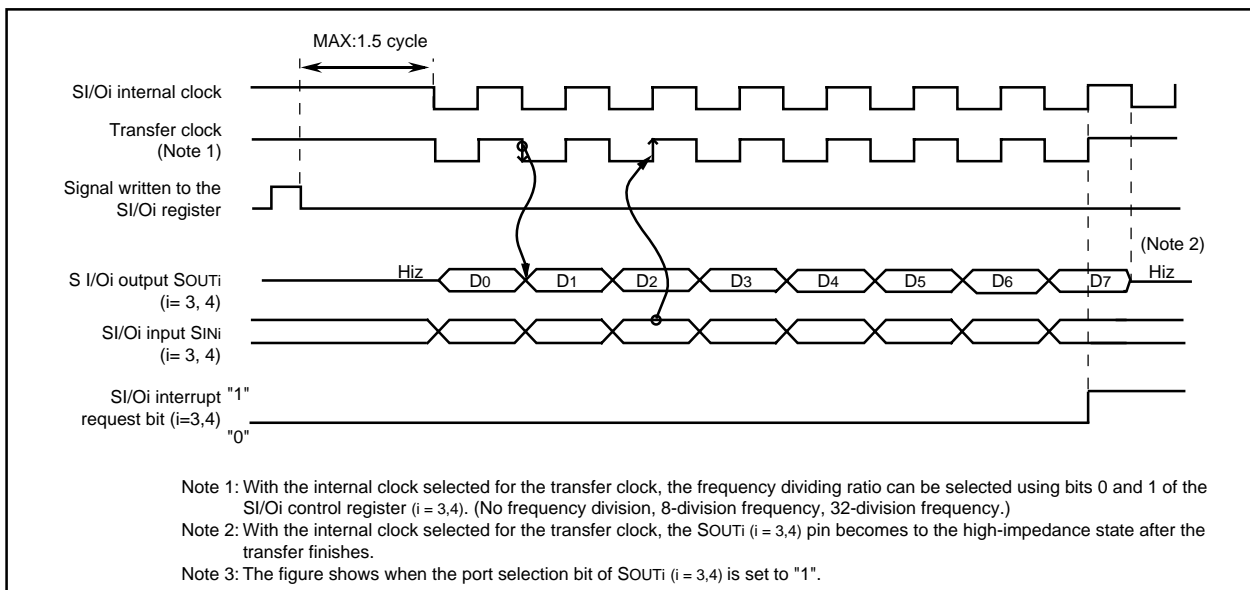 MAX:1.5 cycle
SI/Oi internal clock
Transfer clock
(Note 1)
Signal written to the
SI/Oi register
(Note 2)
S I/Oi output SOUTi
(i= 3, 4)
Hiz
D0
D1
D2
D3
D4
D5
D6
D7
Hiz
SI/Oi input SINi
(i= 3, 4)
SI/Oi interrupt
request bit (i=3,4)
"1"
"0"
Note 1: With the internal clock selected for the transfer clock, the frequency dividing ratio can be selected using bits 0 and 1 of the
SI/Oi control register (i = 3,4). (No frequency division, 8-division frequency, 32-division frequency.)
Note 2: With the internal clock selected for the transfer clock, the SOUTi (i = 3,4) pin becomes to the high-impedance state after the
transfer finishes.
Note 3: The figure shows when the port selection bit of SOUTi (i = 3,4) is set to "1".